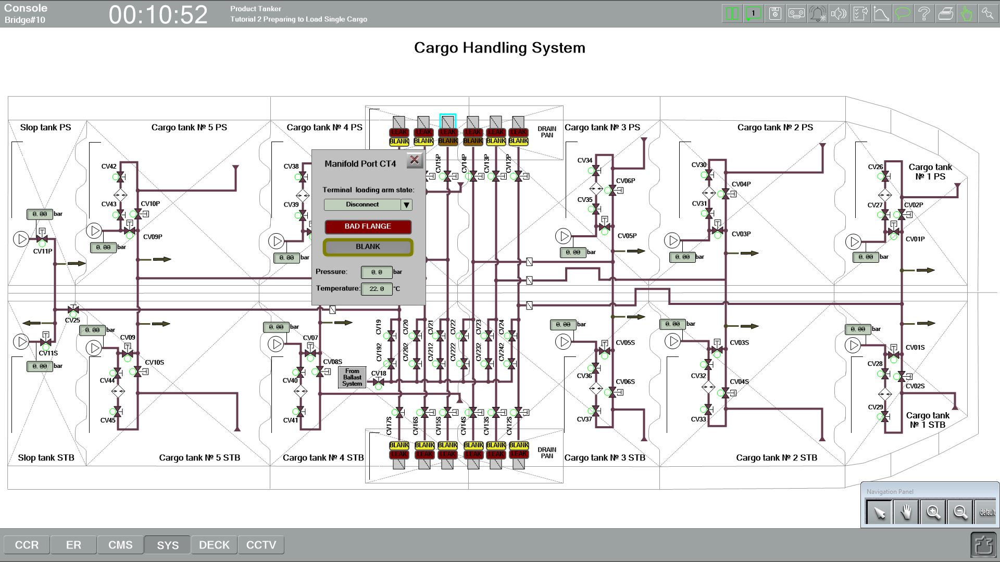 Console
Bridge#10
00:10:52
Product Tanker
Tutorial 2 Preparing to Load Single Cargo
1
Cargo Handling System
Slop tank PS
Cargo tank № 5 PS
Cargo tank № 4 PS
LEAK LEAK LEAK LEAK LEAK LEAK
BLANK BLANK BLANK BLANK BLANK BLANK
DRAIN
PAN
Cargo tank № 3 PS
Cargo tank № 2 PS
Cargo tank
№ 1 PS
CV42
CV43
CV10P
CV09P
0.00 bar
CV11P
0.00 bar
CV38
CV39
0.00 bar
CV15P
CV14P
CV13P
CV12P
Manifold Port CT4
Terminal loading arm state:
Disconnect
BAD FLANGE
BLANK
Pressure: 0.0 bar
Temperature: 22.0 °C
CV34
CV06P
CV35
CV05P
0.00 bar
CV30
CV04P
CV31
CV03P
0.00 bar
CV26
CV27
CV02P
CV01P
0.00 bar
CV25
0.00 bar
CV09
CV11S
0.00 bar
CV10S
CV44
CV45
0.00 bar
CV07
CV08S
CV40
CV41
From
Ballast
System
CV18
CV19
CV20
CV21
CV22
CV23
CV24
CV192
CV202
CV212
CV222
CV232
CV242
CV17S
CV16S
CV15S
CV14S
CV13S
CV12S
0.00 bar
CV05S
CV36
CV06S
CV37
0.00 bar
CV03S
CV32
CV04S
CV33
0.00 bar
CV01S
CV28
CV02S
CV29
Cargo tank
№ 1 STB
BLANK BLANK BLANK BLANK BLANK BLANK
LEAK LEAK LEAK LEAK LEAK LEAK
DRAIN
PAN
Slop tank STB
Cargo tank № 5 STB
Cargo tank № 4 STB
Cargo tank № 3 STB
Cargo tank № 2 STB
Navigation Panel
default
CCR ER CMS SYS DECK CCTV